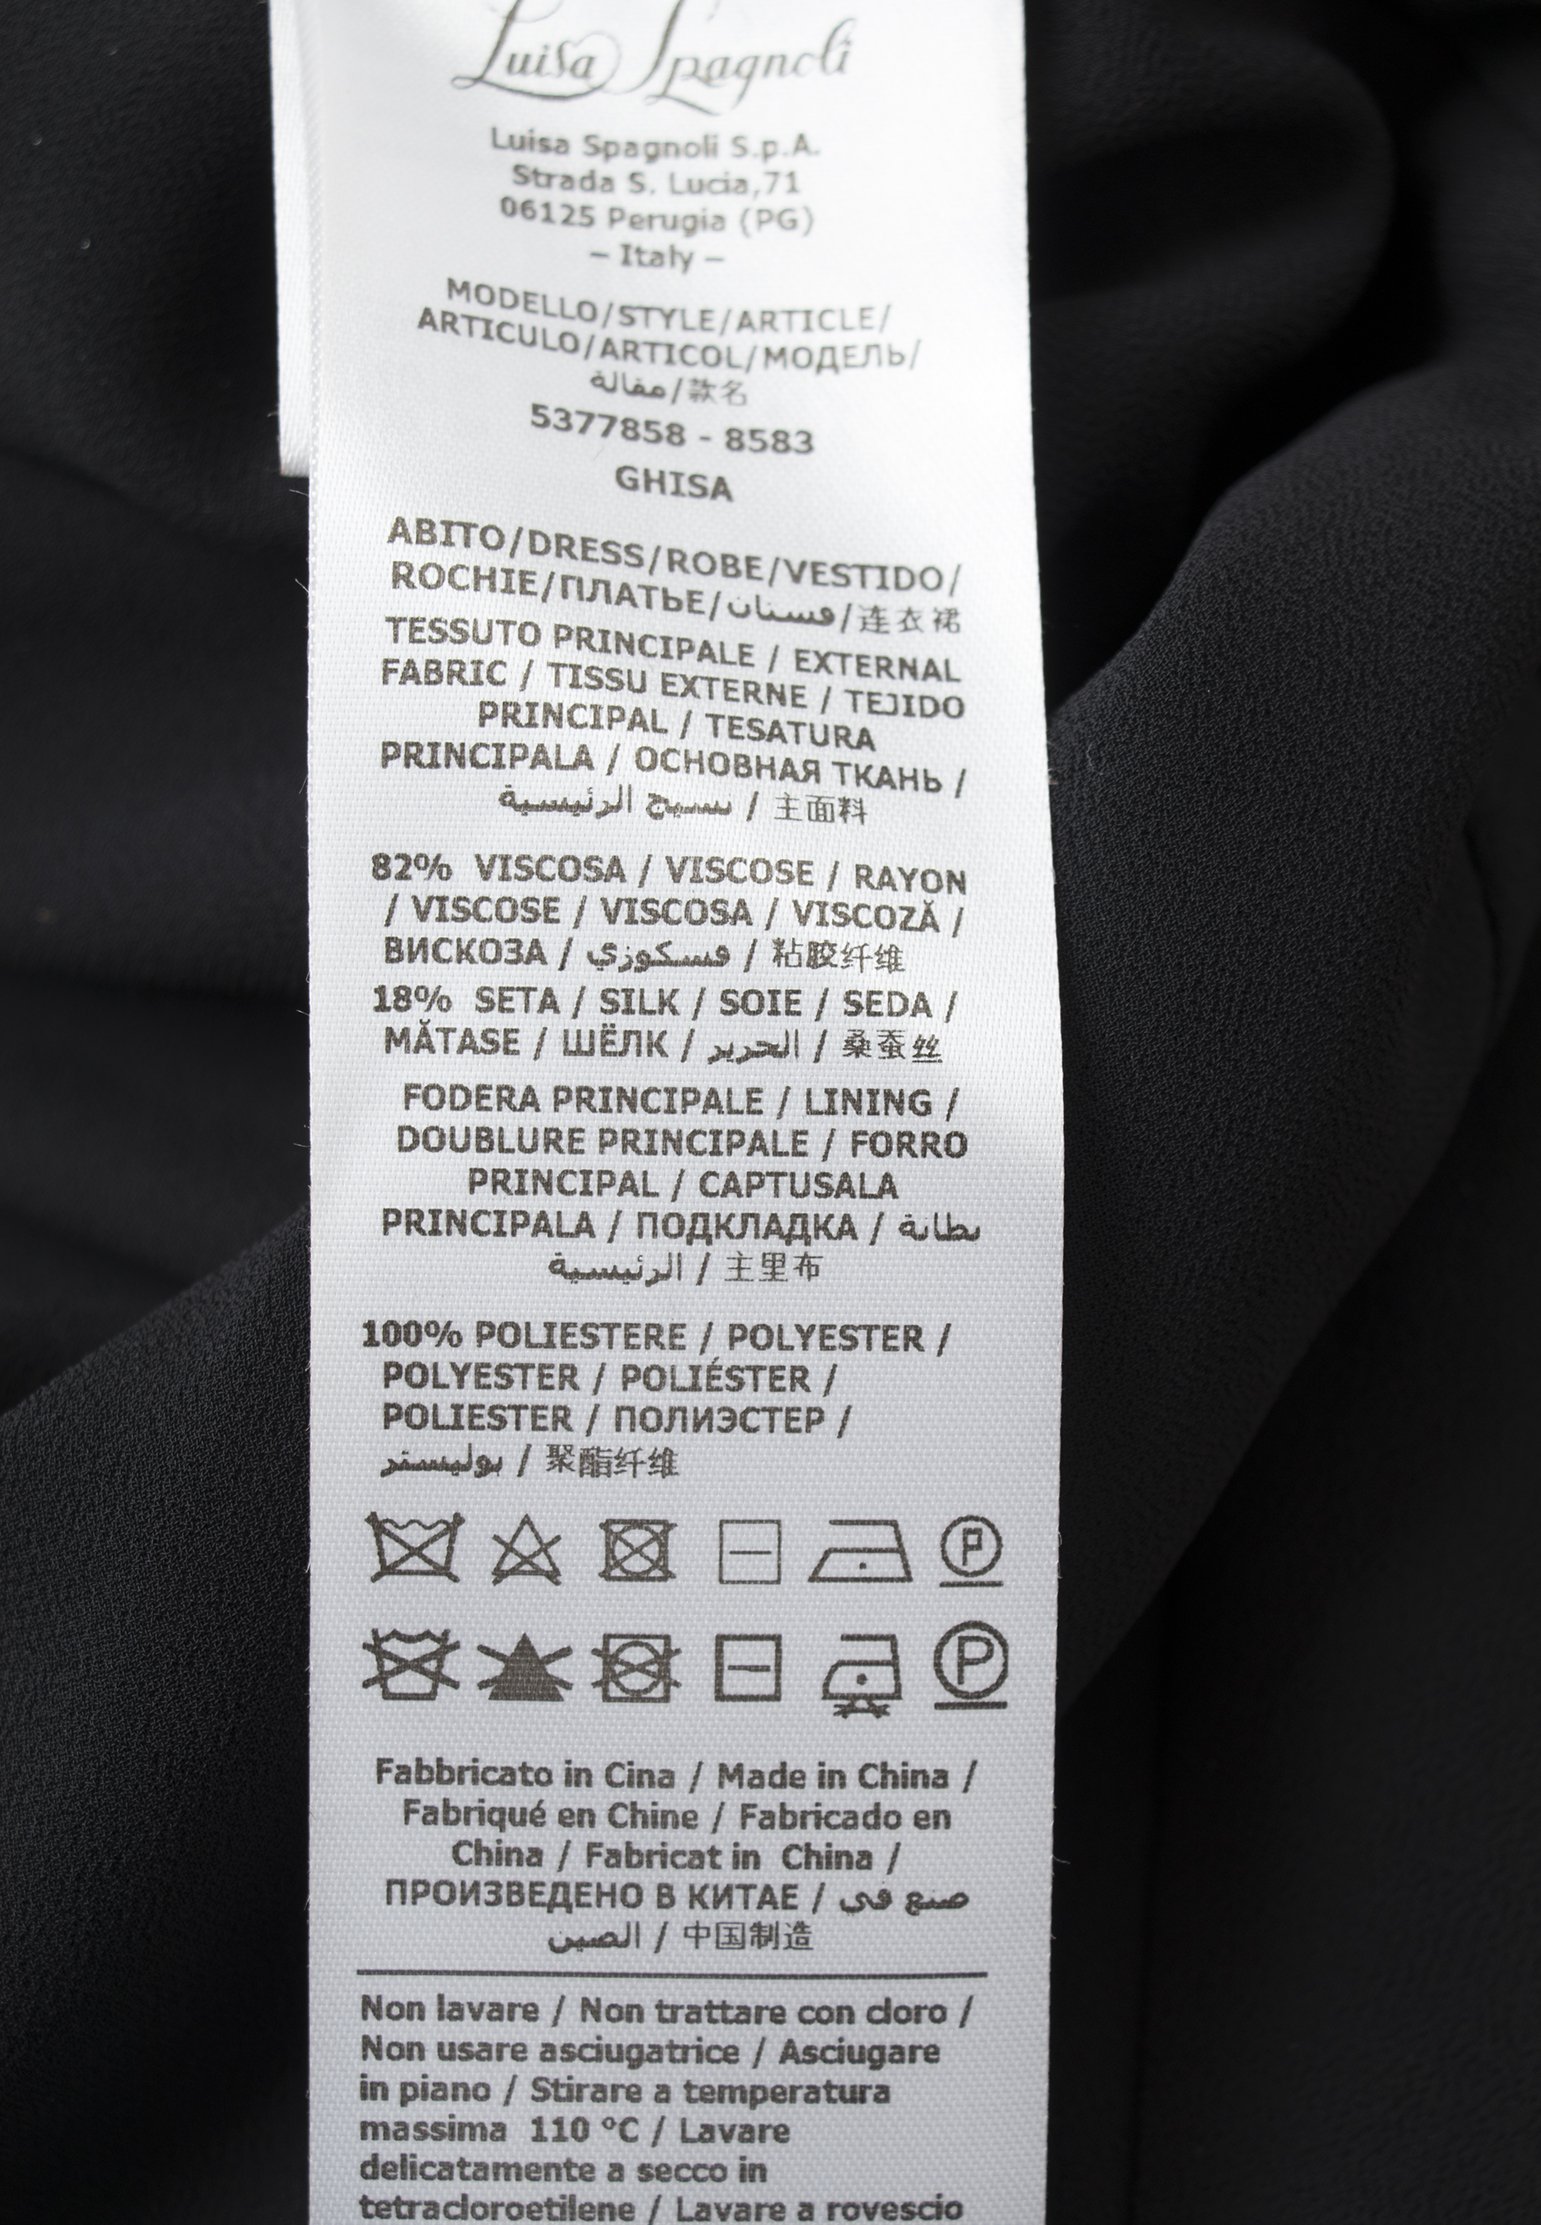 Luisa Spagnoli
Luisa Spagnoli S.p.A.
Strada S. Lucia,71
06125 Perugia (PG)
– Italy –
MODELLO/STYLE/ARTICLE/
ARTICULO/ARTICOL/МОДЕЛЬ/
مقالة/款名
5377858 - 8583
GHISA
ABITO/DRESS/ROBE/VESTIDO/
ROCHIE/ПЛАТЬЕ/فستان/连衣裙
TESSUTO PRINCIPALE / EXTERNAL
FABRIC / TISSU EXTERNE / TEJIDO
PRINCIPAL / TESATURA
PRINCIPALA / ОСНОВНАЯ ТКАНЬ /
نسيج الرئيسية / 主面料
82% VISCOSA / VISCOSE / RAYON
/ VISCOSE / VISCOSA / VISCOZĂ /
ВИСКОЗА / فسكوزي / 粘胶纤维
18% SETA / SILK / SOIE / SEDA /
MĂTASE / ШЁЛК / الحرير / 桑蚕丝
FODERA PRINCIPALE / LINING /
DOUBLURE PRINCIPALE / FORRO
PRINCIPAL / CAPTUSALA
PRINCIPALA / ПОДКЛАДКА / بطانة
الرئيسية / 主里布
100% POLIESTERE / POLYESTER /
POLYESTER / POLIÉSTER /
POLIESTER / ПОЛИЭСТЕР /
بوليستر / 聚酯纤维
P
P
Fabbricato in Cina / Made in China /
Fabriqué en Chine / Fabricado en
China / Fabricat in China /
ПРОИЗВЕДЕНО В КИТАЕ / صنع في
الصين / 中国制造
Non lavare / Non trattare con cloro /
Non usare asciugatrice / Asciugare
in piano / Stirare a temperatura
massima 110 °C / Lavare
delicatamente a secco in
tetracloroetilene / Lavare a rovescio